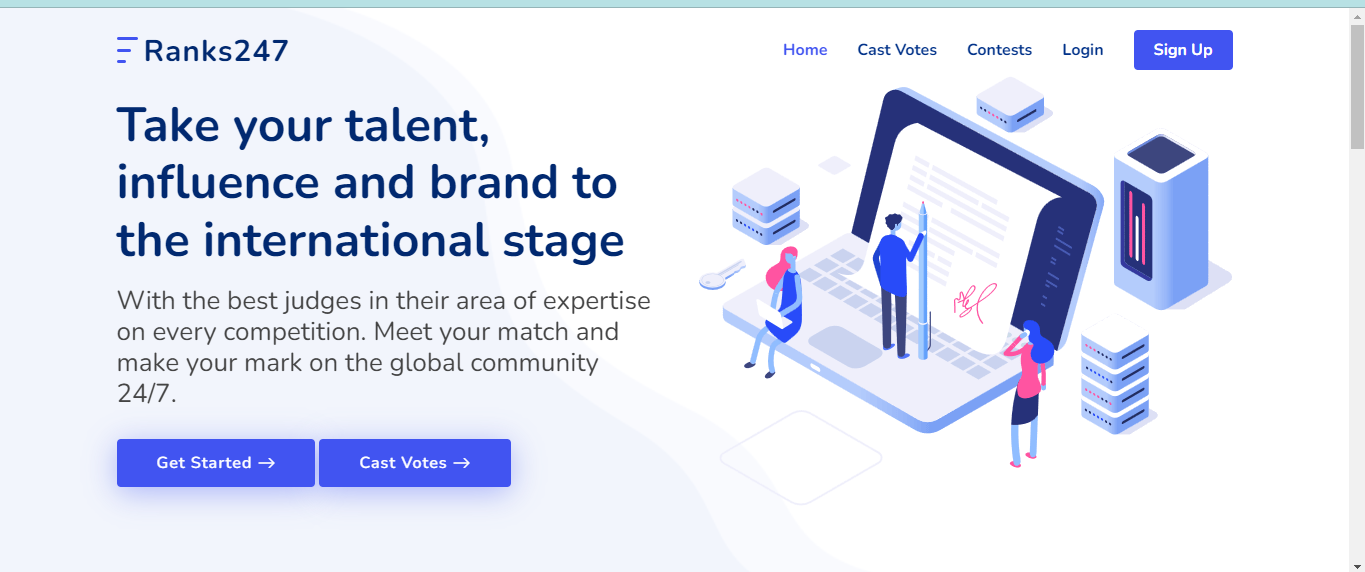 Ranks247
Home
Cast Votes
Contests
Login
Sign Up
Take your talent,
influence and brand to
the international stage
With the best judges in their area of expertise
on every competition. Meet your match and
make your mark on the global community
24/7.
Get Started →
Cast Votes →